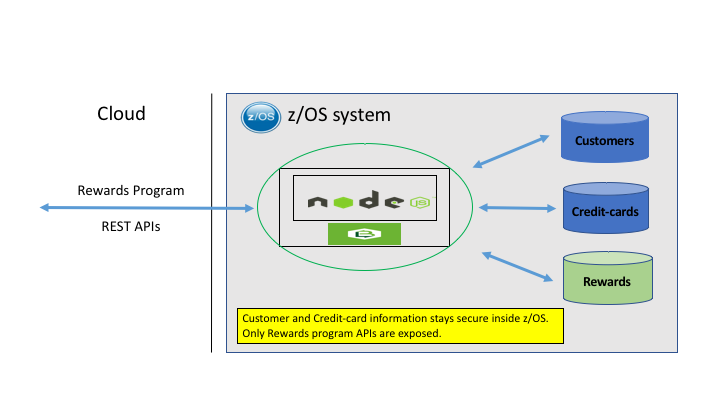 Cloud
z/OS
z/OS system
Customers
node
JS
Rewards Program
Credit-cards
REST APIs
Rewards
Customer and Credit-card information stays secure inside z/OS.
Only Rewards program APIs are exposed.